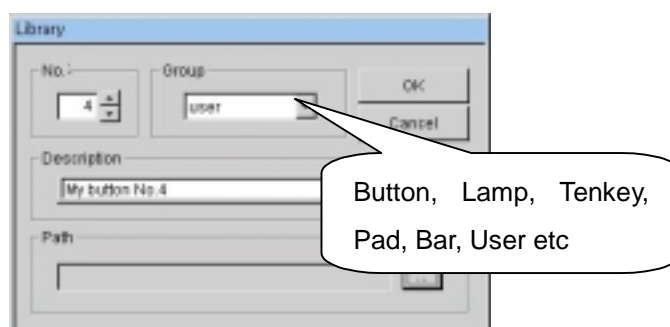 Library
No.:
Group
4
user
OK
Cancel
Description
My button No.4
Button, Lamp, Tenkey,
Pad, Bar, User etc
Path
...